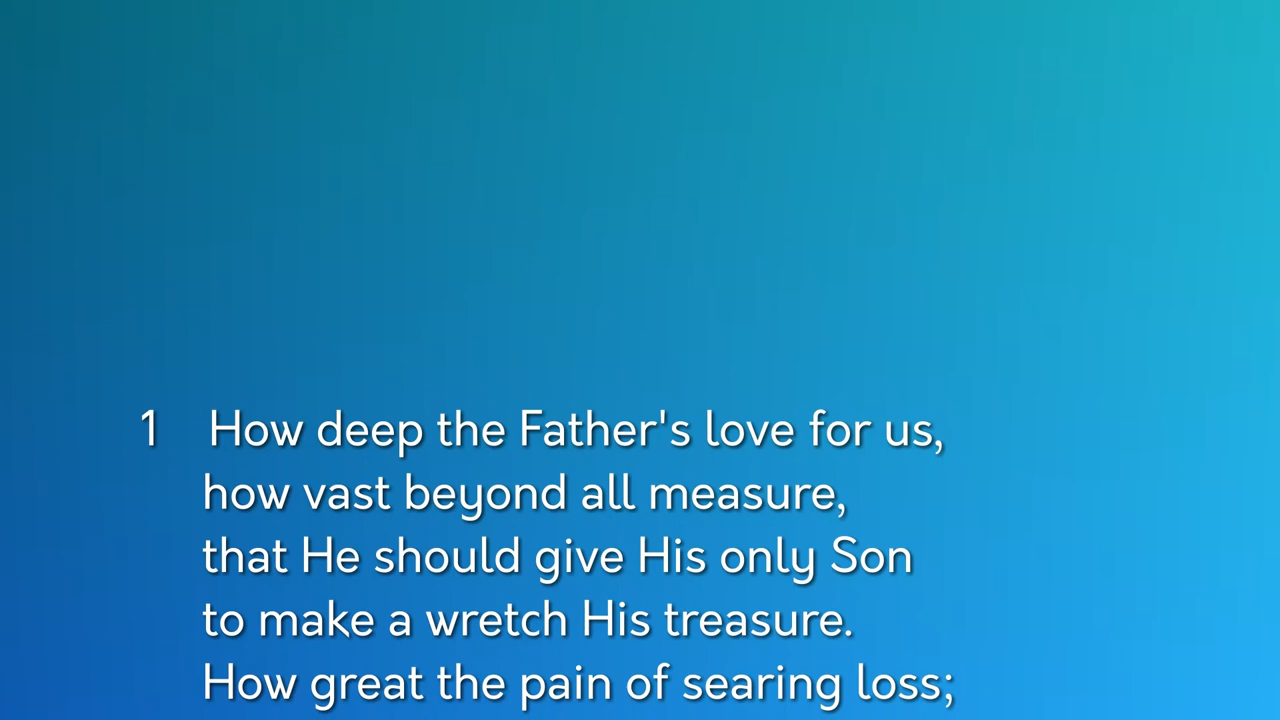 1 How deep the Father's love for us,
how vast beyond all measure,
that He should give His only Son
to make a wretch His treasure.
How great the pain of searing loss;